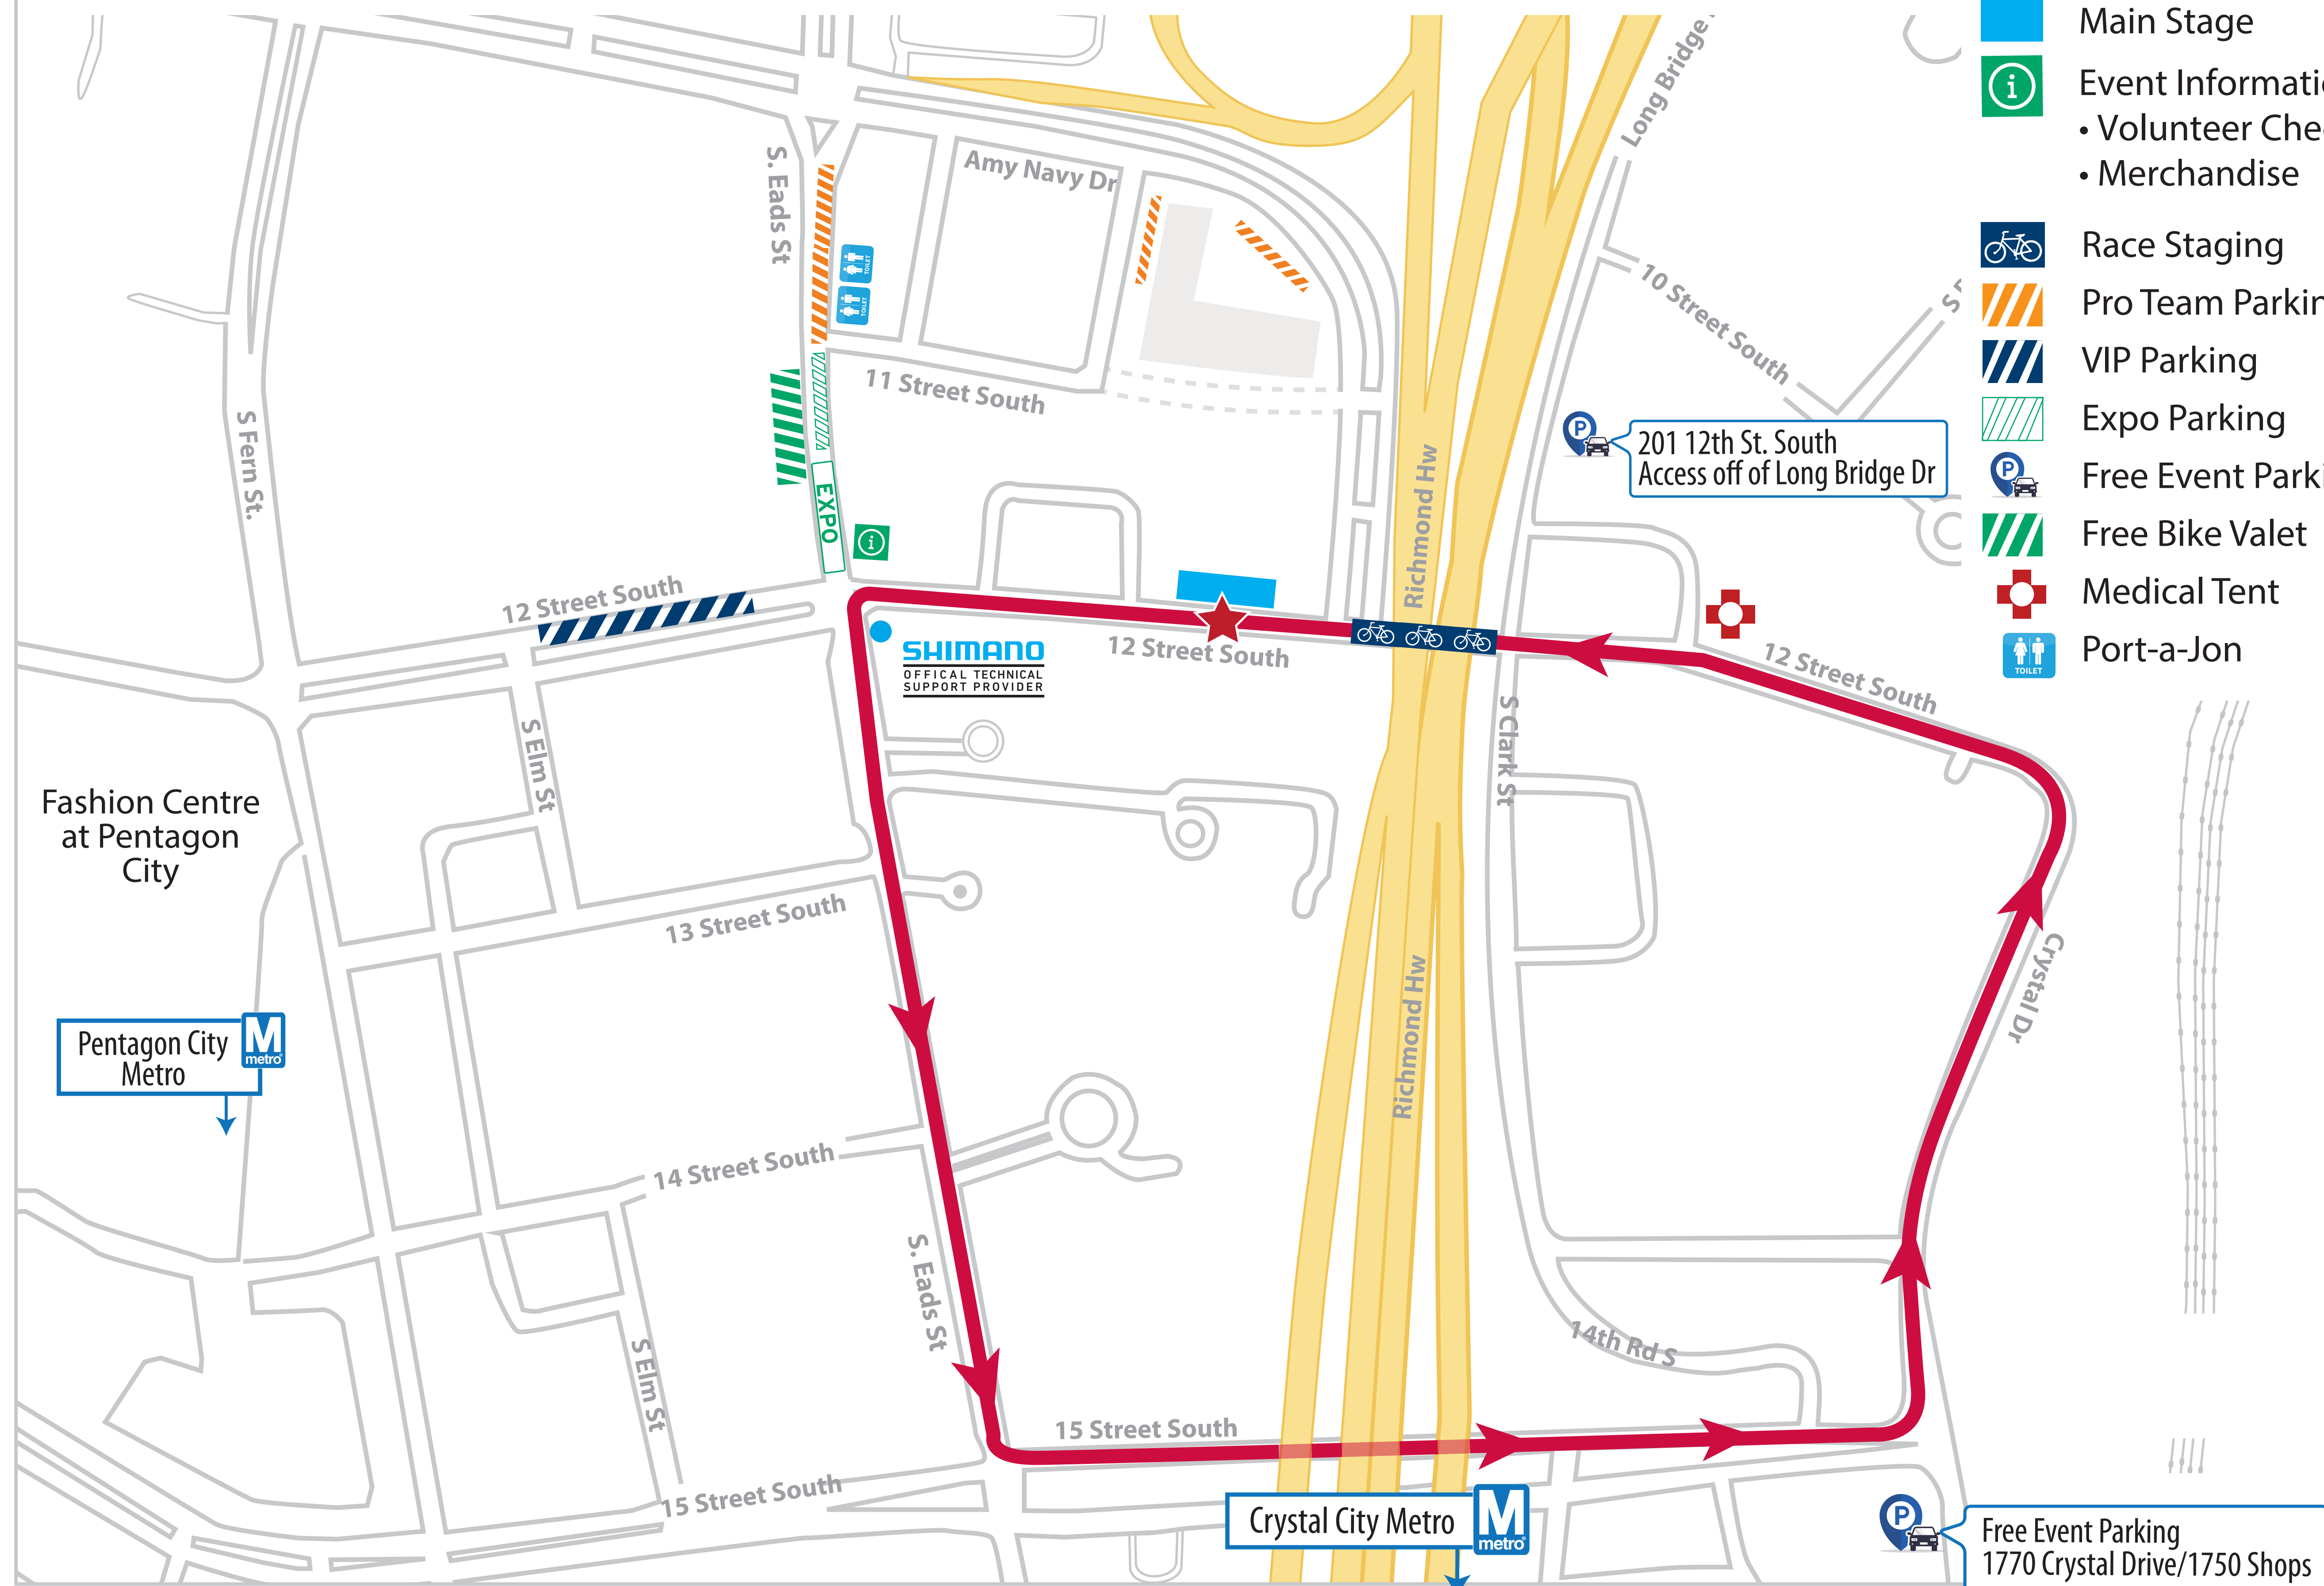 Main Stage
Event Informati
• Volunteer Che
• Merchandise
Race Staging
Pro Team Parkin
VIP Parking
Expo Parking
Free Event Park
Free Bike Valet
Medical Tent
TOILET
Port-a-Jon
Long Bridge
S. Eads St
Amy Navy Dr
TOILET
TOILET
10 Street South
S
11 Street South
S Fern St.
EXPO
P
201 12th St. South
Access off of Long Bridge Dr
P
Richmond Hw
12 Street South
SHIMANO
OFFICAL TECHNICAL
SUPPORT PROVIDER
12 Street South
12 Street South
S Clark St
S Elm St
Fashion Centre
at Pentagon
City
13 Street South
Crystal Dr
Richmond Hw
Pentagon City
Metro
M
metro
14 Street South
S. Eads St
14th Rd S
S Elm St
15 Street South
15 Street South
Crystal City Metro
M
metro
P
Free Event Parking
1770 Crystal Drive/1750 Shops